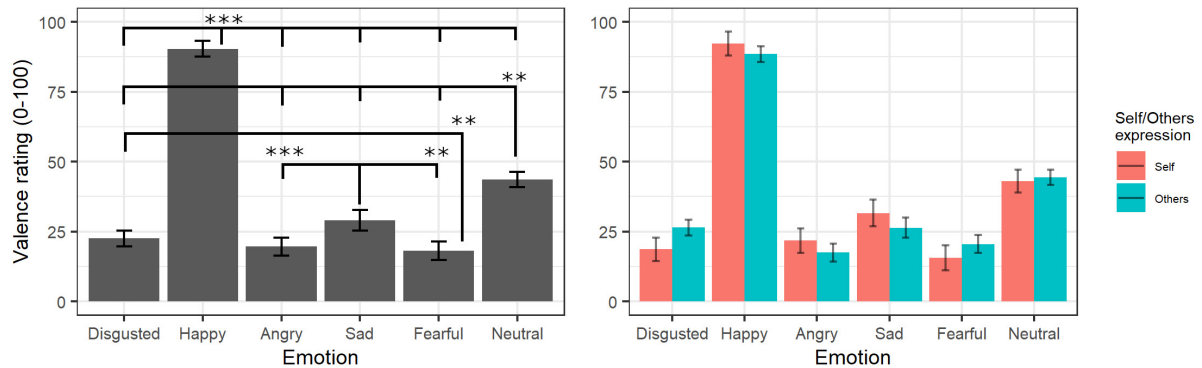 Valence rating (0-100)
100
75
50
25
0
***
**
**
***
**
Disgusted Happy Angry Sad Fearful Neutral
Emotion
100
75
50
25
0
Disgusted Happy Angry Sad Fearful Neutral
Emotion
Self/Others
expression
Self
Others